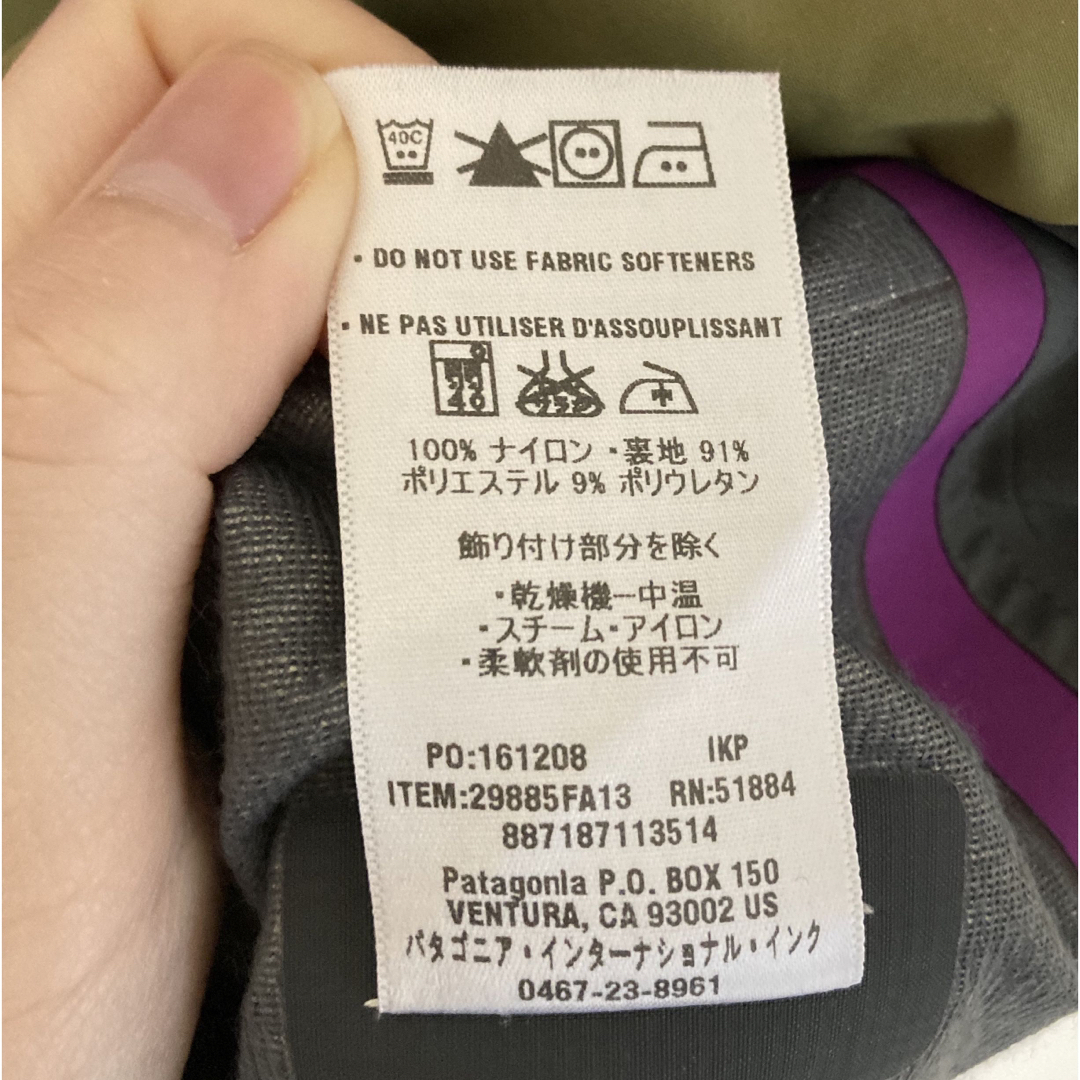 40C
· DO NOT USE FABRIC SOFTENERS
· NE PAS UTILISER D'ASSOUPLISSANT
40
中
100% ナイロン ・裏地 91%
ポリエステル 9% ポリウレタン
飾り付け部分を除く
・乾燥機ー中温
・スチーム・アイロン
・柔軟剤の使用不可
PO:161208 IKP
ITEM:29885FA13 RN:51884
887187113514
Patagonia P.O. BOX 150
VENTURA, CA 93002 US
パタゴニア・インターナショナル・インク
0467-23-8961